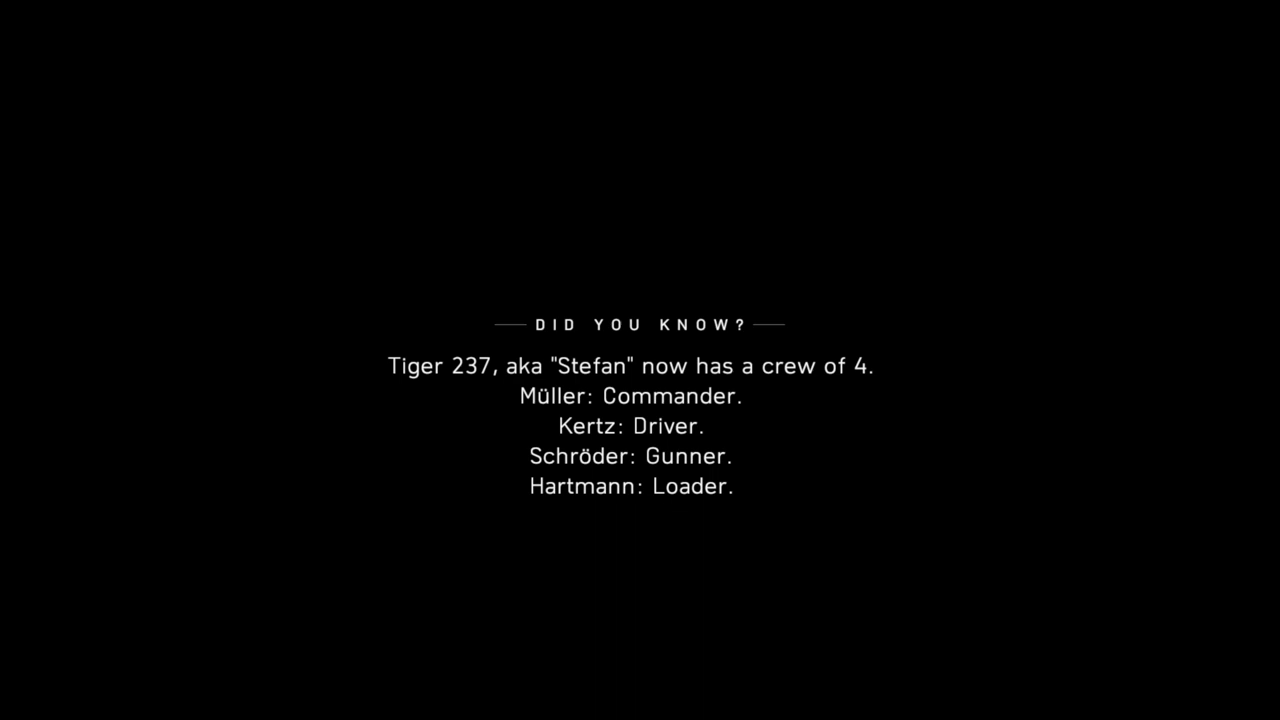 DID YOU KNOW?
Tiger 237, aka "Stefan" now has a crew of 4.
Müller: Commander.
Kertz: Driver.
Schröder: Gunner.
Hartmann: Loader.